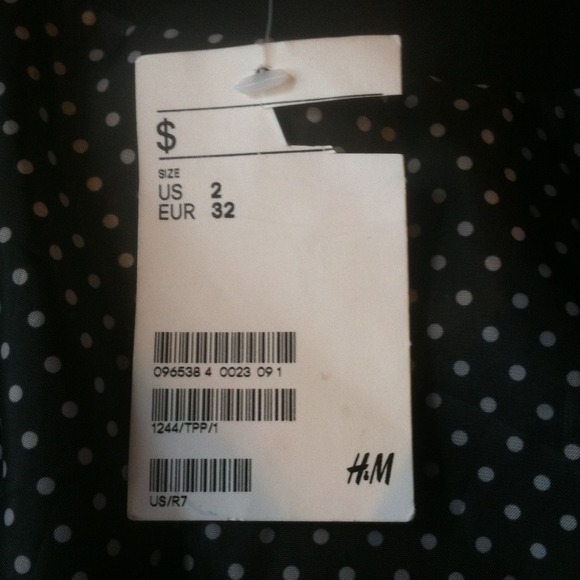 $
SIZE
US 2
EUR 32
096538 4 0023 09 1
1244/TPP/1
H&M
US/R7